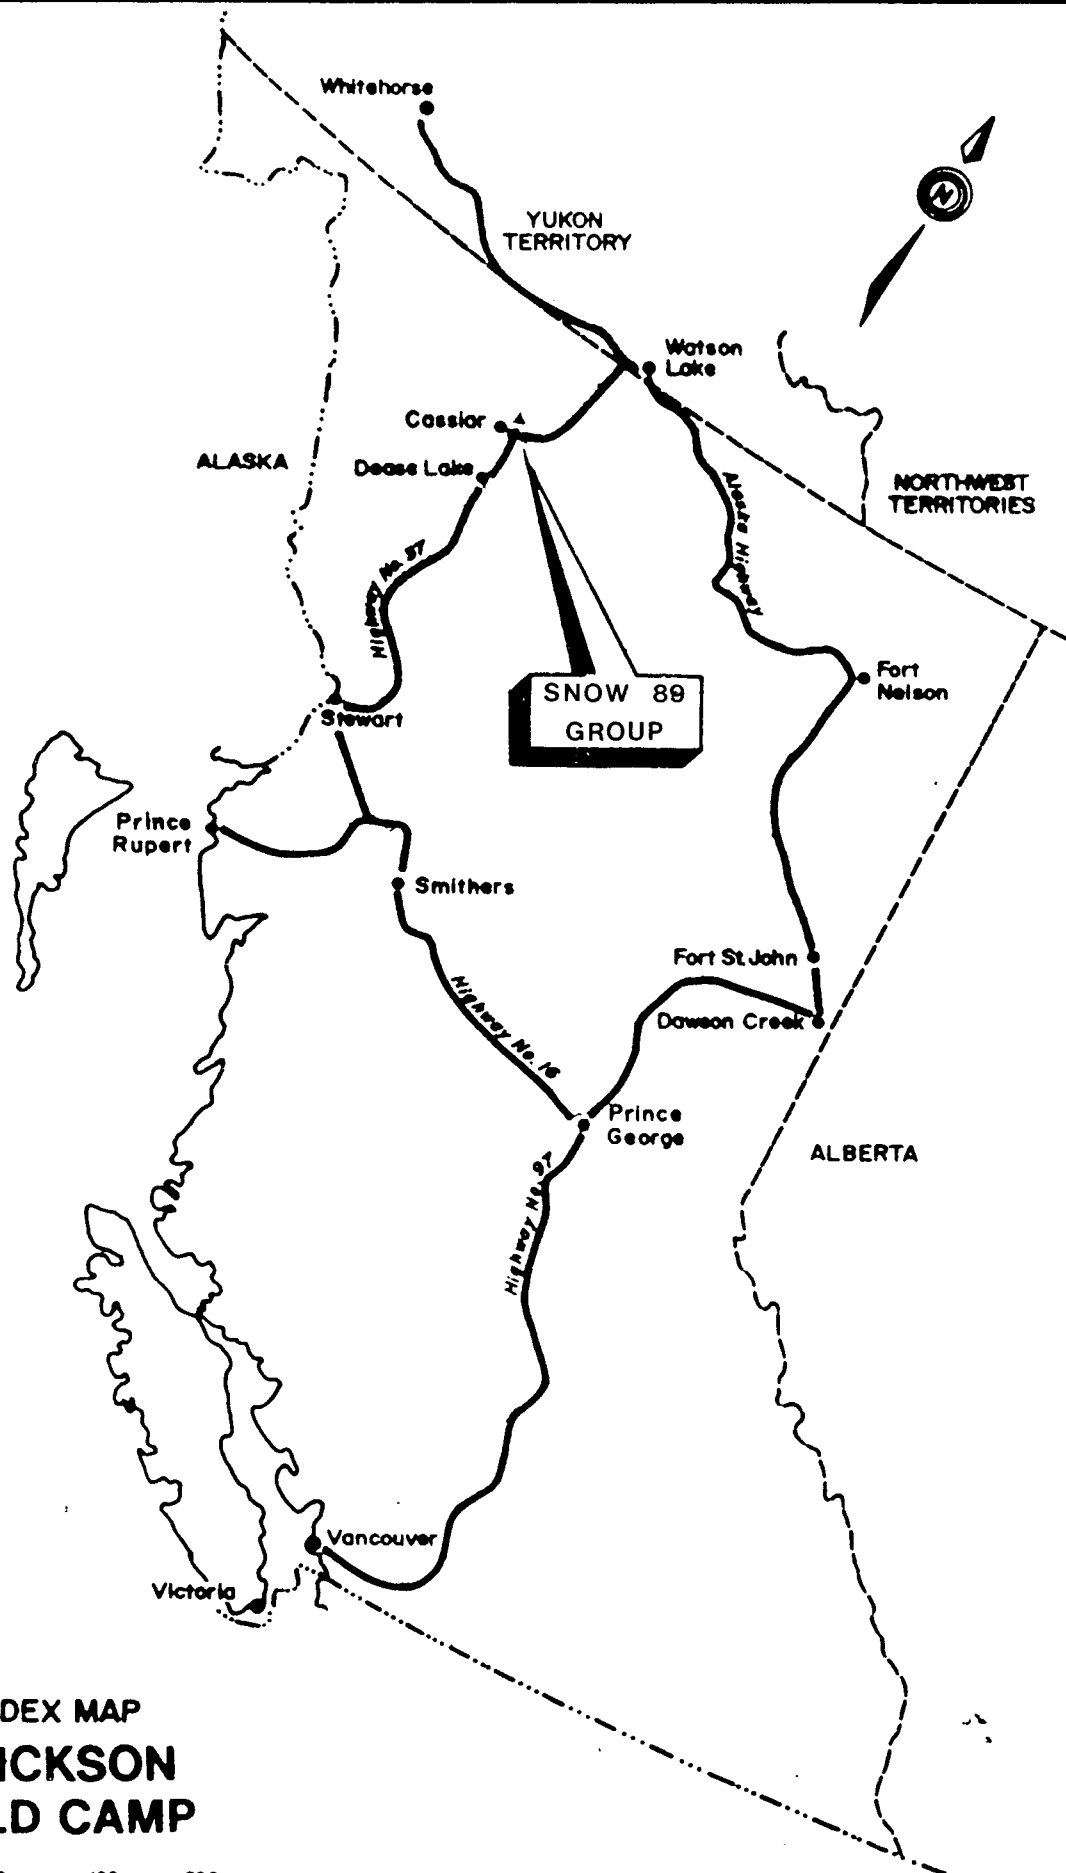 Whitehorse
N
YUKON
TERRITORY
Watson
Lake
Cassiar
ALASKA
Dease Lake
NORTHWEST
TERRITORIES
Alaska Highway
Highway No. 37
Fort
Nelson
SNOW 89
GROUP
Stewart
Prince
Rupert
Smithers
Fort St. John
Highway No. 16
Dawson Creek
Prince
George
ALBERTA
Highway No. 97
Vancouver
Victoria
DEX MAP
ICKSON
LD CAMP